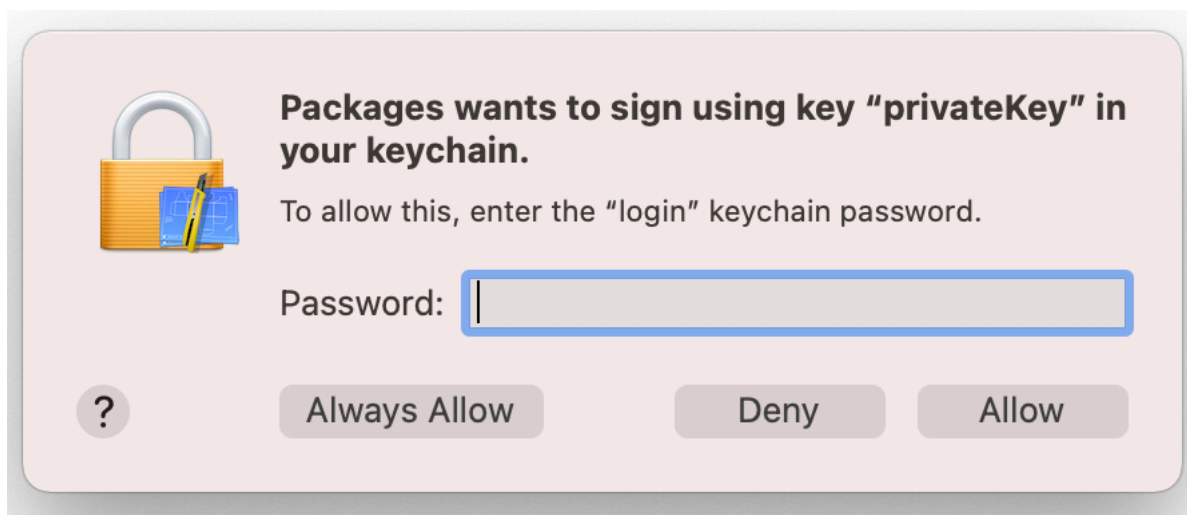 Packages wants to sign using key “privateKey” in
your keychain.
To allow this, enter the “login” keychain password.
Password:
?
Always Allow
Deny
Allow